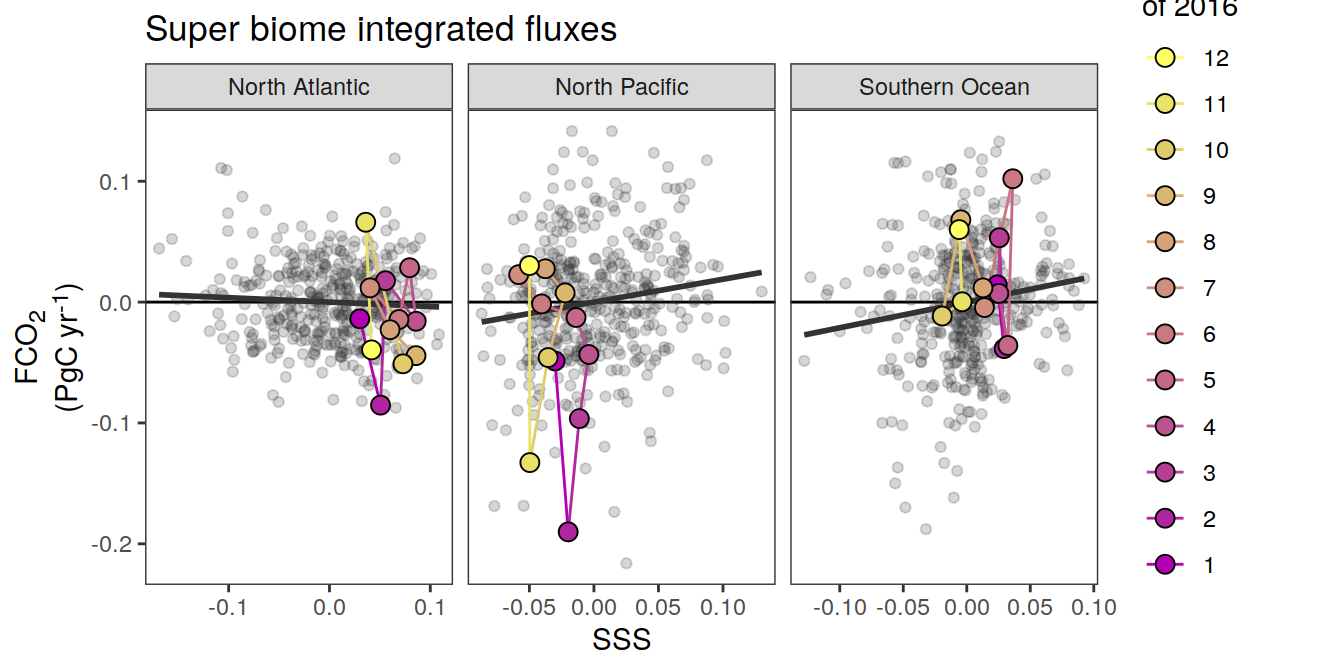 Super biome integrated fluxes
North Atlantic
North Pacific
Southern Ocean
0.1
0.0
-0.1
-0.2
FCO2
(PgC yr-1)
-0.1 0.0 0.1
-0.05 0.00 0.05 0.10
-0.10 -0.05 0.00 0.05 0.10
SSS
of 2016
12
11
10
9
8
7
6
5
4
3
2
1